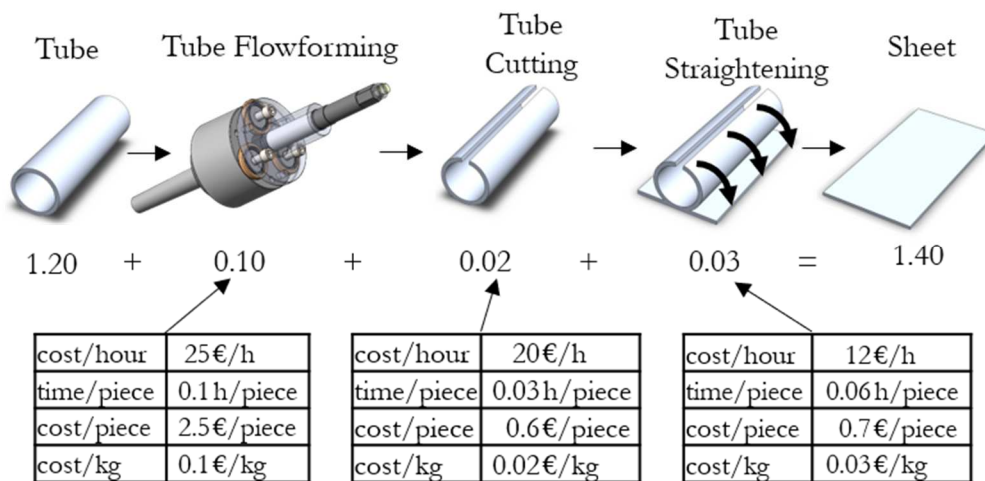 Tube
Tube Flowforming
Tube
Cutting
Tube
Straightening
Sheet
1.20 + 0.10 + 0.02 + 0.03 = 1.40
cost/hour 25€/h
time/piece 0.1h/piece
cost/piece 2.5€/piece
cost/kg 0.1€/kg
cost/hour 20€/h
time/piece 0.03h/piece
cost/piece 0.6€/piece
cost/kg 0.02€/kg
cost/hour 12€/h
time/piece 0.06h/piece
cost/piece 0.7€/piece
cost/kg 0.03€/kg